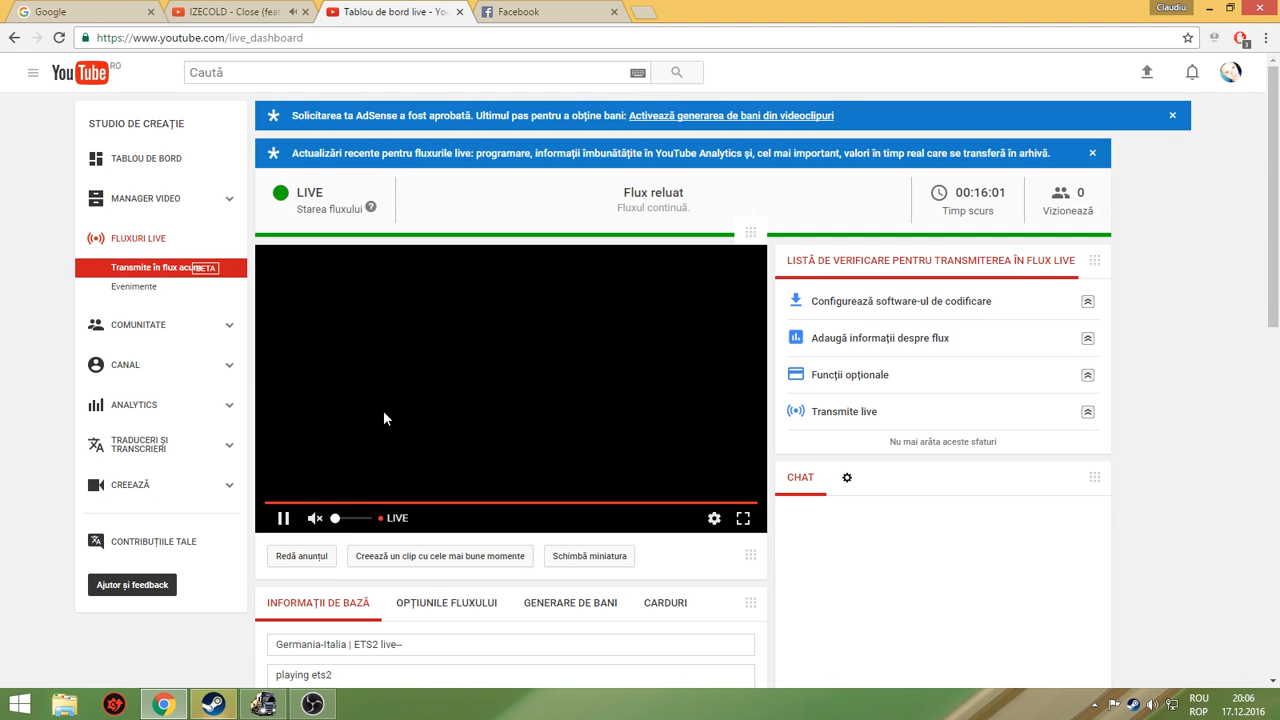 Google
IZECOLD - Close (fea
Tablou de bord live - Yo
Facebook
Claudiu
https://www.youtube.com/live_dashboard
3
YouTube RO
Caută
STUDIO DE CREAȚIE
TABLOU DE BORD
MANAGER VIDEO
FLUXURI LIVE
Transmite în flux acum
BETA
Evenimente
COMUNITATE
CANAL
ANALYTICS
TRADUCERI ȘI
TRANSCRIERI
CREEAZĂ
CONTRIBUȚIILE TALE
Ajutor și feedback
Solicitarea ta AdSense a fost aprobată. Ultimul pas pentru a obține bani: Activează generarea de bani din videoclipuri
Actualizări recente pentru fluxurile live: programare, informații îmbunătățite în YouTube Analytics și, cel mai important, valori în timp real care se transferă în arhivă.
LIVE
Starea fluxului
Flux reluat
Fluxul continuă.
00:16:01
Timp scurs
0
Vizionează
LIVE
Redă anunțul
Creează un clip cu cele mai bune momente
Schimbă miniatura
INFORMAȚII DE BAZĂ
OPȚIUNILE FLUXULUI
GENERARE DE BANI
CARDURI
Germania-Italia | ETS2 live--
playing ets2
LISTĂ DE VERIFICARE PENTRU TRANSMITEREA ÎN FLUX LIVE
Configurează software-ul de codificare
Adaugă informații despre flux
Funcții opționale
Transmite live
Nu mai arăta aceste sfaturi
CHAT
ROU
ROP
20:06
17.12.2016